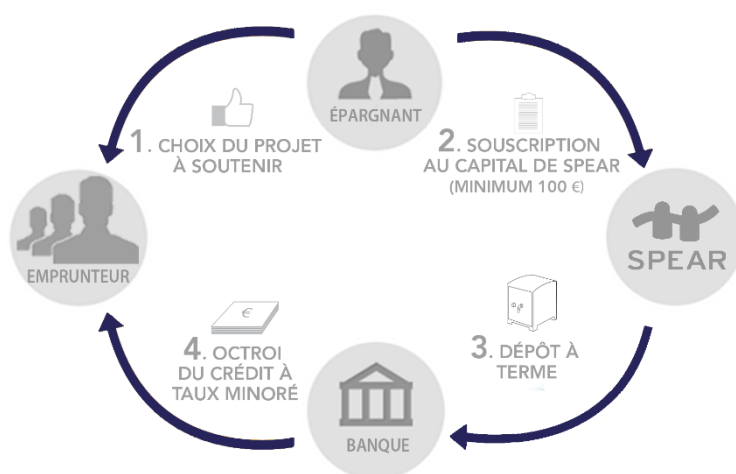 ÉPARGNANT
1. CHOIX DU PROJET
À SOUTENIR
2. SOUSCRIPTION
AU CAPITAL DE SPEAR
(MINIMUM 100 €)
EMPRUNTEUR
SPEAR
€
4. OCTROI
DU CRÉDIT À
TAUX MINORÉ
3. DÉPÔT À
TERME
BANQUE